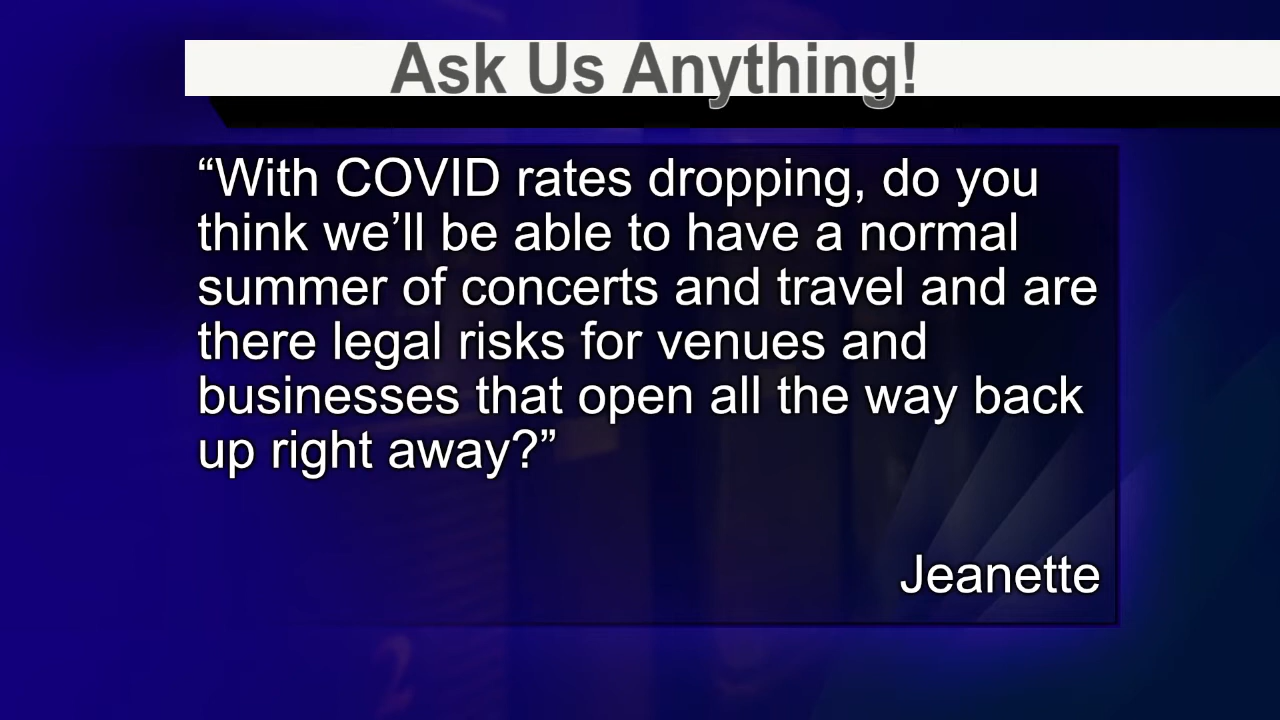 Ask Us Anything!
“With COVID rates dropping, do you
think we’ll be able to have a normal
summer of concerts and travel and are
there legal risks for venues and
businesses that open all the way back
up right away?”
Jeanette